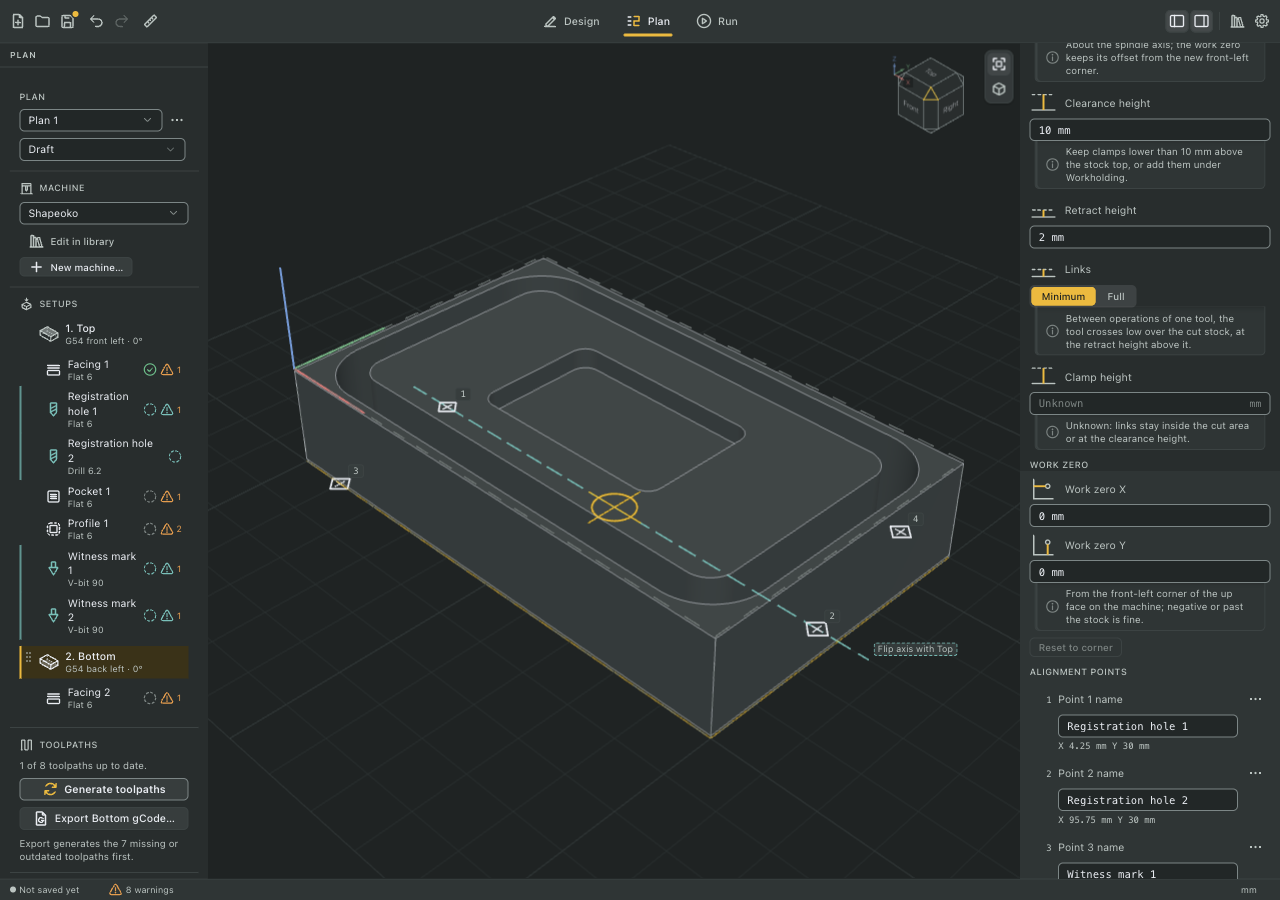 Design
Plan
Run
PLAN
PLAN
Plan 1
Draft
MACHINE
Shapeoko
Edit in library
New machine...
SETUPS
1. Top
G54 front left · 0°
Facing 1
Flat 6
1
Registration
hole 1
Flat 6
1
Registration hole
2
Drill 6.2
Pocket 1
Flat 6
1
Profile 1
Flat 6
2
Witness mark
1
V-bit 90
1
Witness mark
2
V-bit 90
1
2. Bottom
G54 back left · 0°
Facing 2
Flat 6
1
TOOLPATHS
1 of 8 toolpaths up to date.
Generate toolpaths
Export Bottom gCode...
Export generates the 7 missing or
outdated toolpaths first.
Not saved yet
8 warnings
mm
Top
Front
Right
1
3
4
2
Flip axis with Top
About the spindle axis; the work zero
keeps its offset from the new front-left
corner.
Clearance height
10 mm
Keep clamps lower than 10 mm above
the stock top, or add them under
Workholding.
Retract height
2 mm
Links
Minimum
Full
Between operations of one tool, the
tool crosses low over the cut stock, at
the retract height above it.
Clamp height
Unknown mm
Unknown: links stay inside the cut area
or at the clearance height.
WORK ZERO
Work zero X
0 mm
Work zero Y
0 mm
From the front-left corner of the up
face on the machine; negative or past
the stock is fine.
Reset to corner
ALIGNMENT POINTS
1 Point 1 name
Registration hole 1
X 4.25 mm Y 30 mm
2 Point 2 name
Registration hole 2
X 95.75 mm Y 30 mm
3 Point 3 name
Witness mark 1